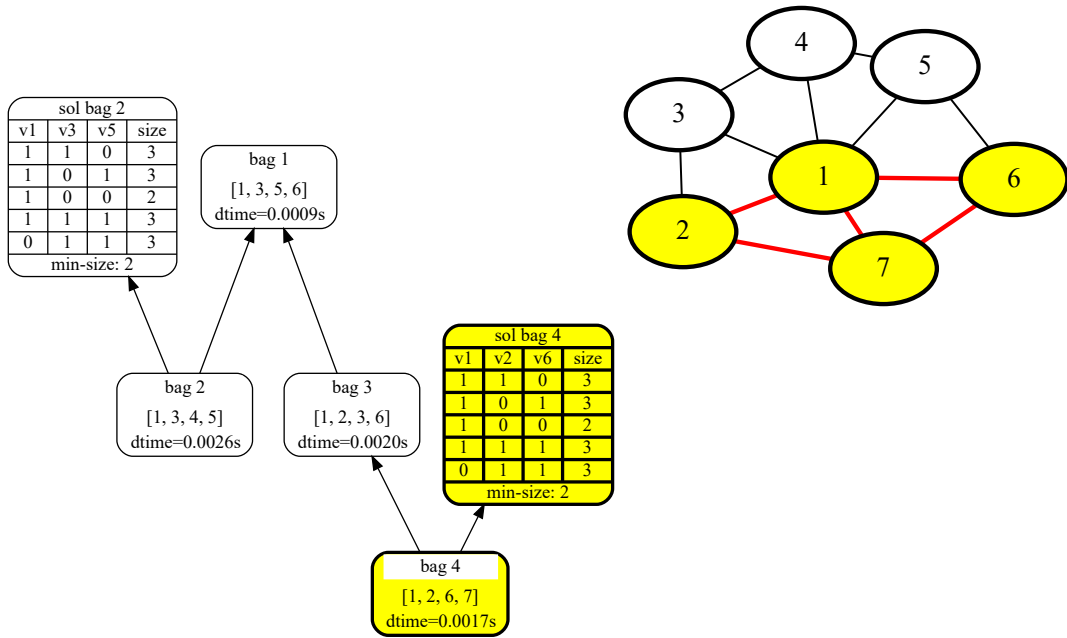 sol bag 2
v1 v3 v5 size
1 1 0 3
1 0 1 3
1 0 0 2
1 1 1 3
0 1 1 3
min-size: 2
bag 1
[1, 3, 5, 6]
dtime=0.0009s
bag 2
[1, 3, 4, 5]
dtime=0.0026s
bag 3
[1, 2, 3, 6]
dtime=0.0020s
sol bag 4
v1 v2 v6 size
1 1 0 3
1 0 1 3
1 0 0 2
1 1 1 3
0 1 1 3
min-size: 2
bag 4
[1, 2, 6, 7]
dtime=0.0017s
4
5
3
1
6
2
7